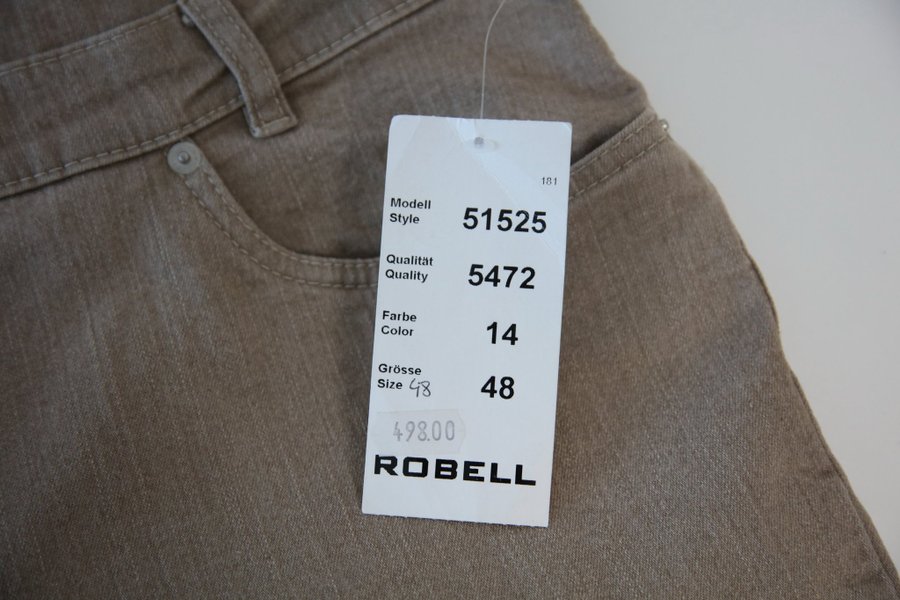 181
Modell
Style 51525
Qualität
Quality 5472
Farbe
Color 14
Grösse
Size 48 48
498.00
ROBELL